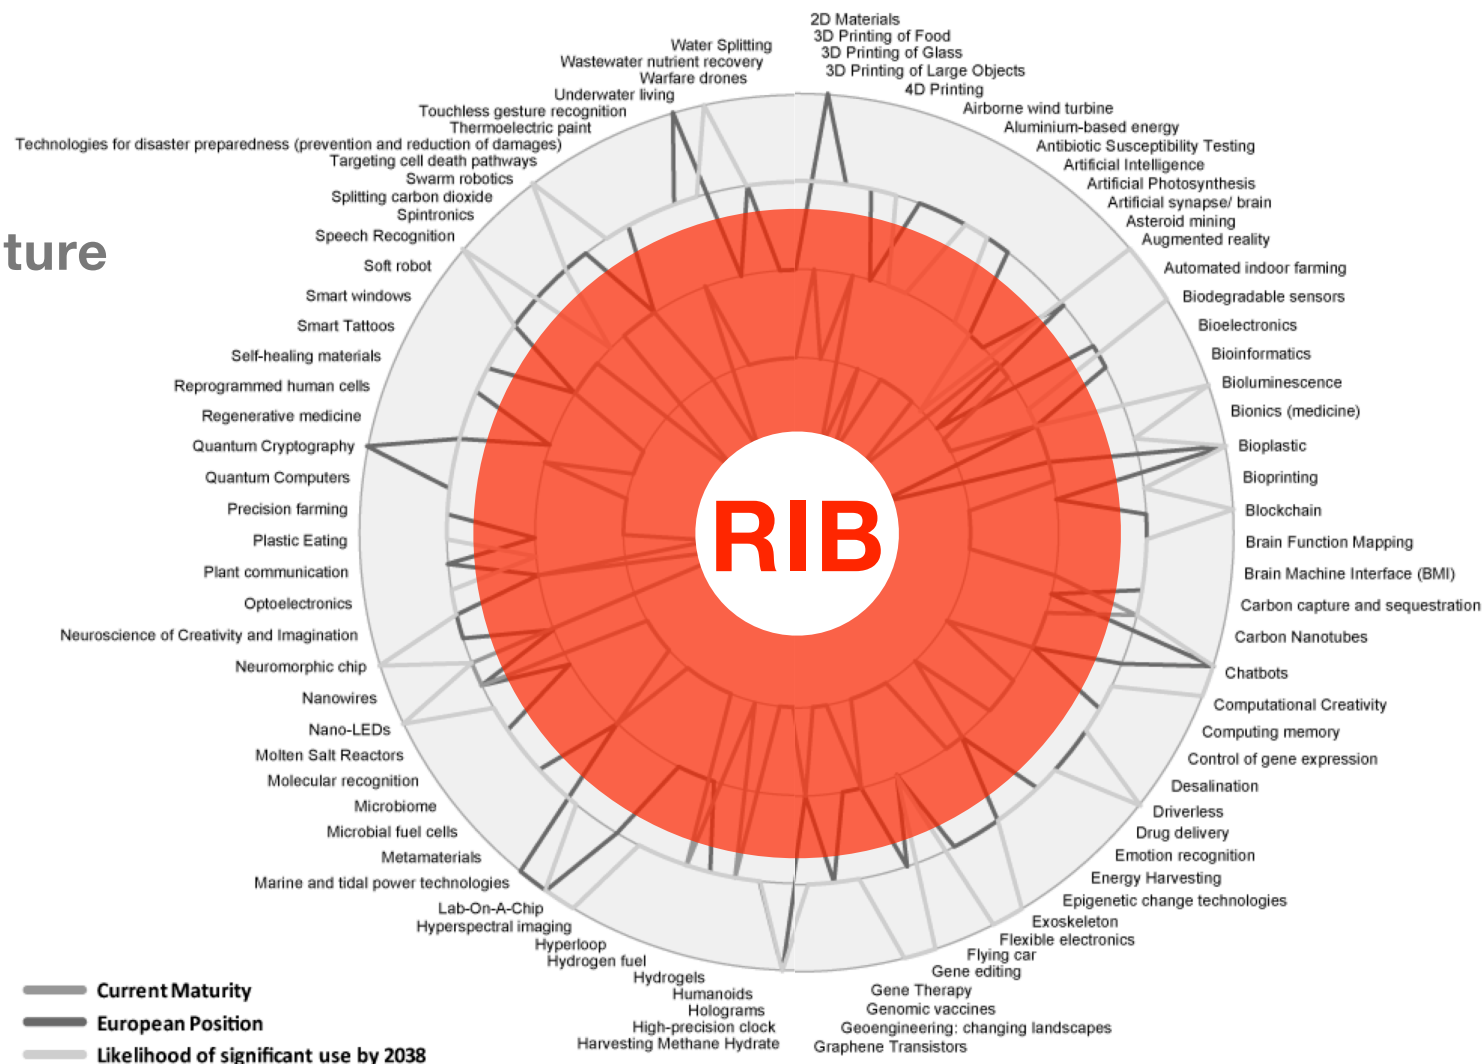 2D Materials
3D Printing of Food
3D Printing of Glass
3D Printing of Large Objects
4D Printing
Airborne wind turbine
Aluminium-based energy
Antibiotic Susceptibility Testing
Artificial Intelligence
Artificial Photosynthesis
Artificial synapse/ brain
Asteroid mining
Augmented reality
Automated indoor farming
Biodegradable sensors
Bioelectronics
Bioinformatics
Bioluminescence
Bionics (medicine)
Bioplastic
Bioprinting
Blockchain
Brain Function Mapping
Brain Machine Interface (BMI)
Carbon capture and sequestration
Carbon Nanotubes
Chatbots
Computational Creativity
Computing memory
Control of gene expression
Desalination
Driverless
Drug delivery
Emotion recognition
Energy Harvesting
Epigenetic change technologies
Exoskeleton
Flexible electronics
Flying car
Gene editing
Gene Therapy
Genomic vaccines
Geoengineering: changing landscapes
Graphene Transistors
Harvesting Methane Hydrate
High-precision clock
Holograms
Humanoids
Hydrogels
Hydrogen fuel
Hyperloop
Hyperspectral imaging
Lab-On-A-Chip
Marine and tidal power technologies
Metamaterials
Microbial fuel cells
Microbiome
Molecular recognition
Molten Salt Reactors
Nano-LEDs
Nanowires
Neuromorphic chip
Neuroscience of Creativity and Imagination
Optoelectronics
Plant communication
Plastic Eating
Precision farming
Quantum Computers
Quantum Cryptography
Regenerative medicine
Reprogrammed human cells
Self-healing materials
Smart Tattoos
Smart windows
Soft robot
Speech Recognition
Spintronics
Splitting carbon dioxide
Swarm robotics
Targeting cell death pathways
Technologies for disaster preparedness (prevention and reduction of damages)
Thermoelectric paint
Touchless gesture recognition
Underwater living
Warfare drones
Wastewater nutrient recovery
Water Splitting
ture
RIB
Current Maturity
European Position
Likelihood of significant use by 2038